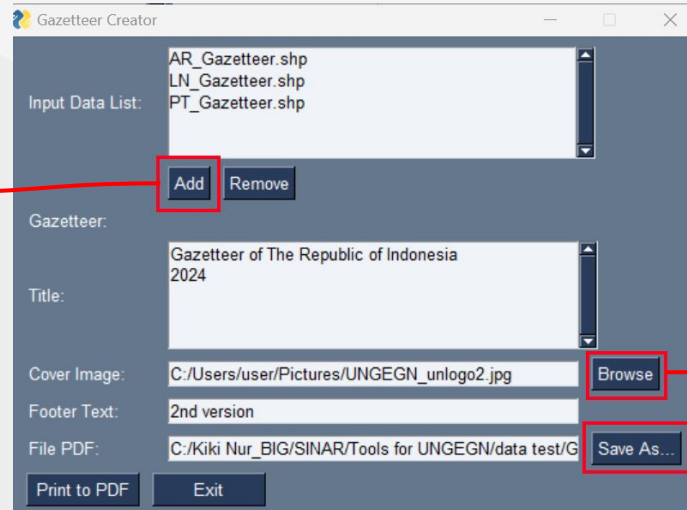 Gazetteer Creator
Input Data List:
AR_Gazetteer.shp
LN_Gazetteer.shp
PT_Gazetteer.shp
Add Remove
Gazetteer:
Title:
Gazetteer of The Republic of Indonesia
2024
Cover Image: C:/Users/user/Pictures/UNGEGN_unlogo2.jpg Browse
Footer Text: 2nd version
File PDF: C:/Kiki Nur_BIG/SINAR/Tools for UNGEGN/data test/G Save As...
Print to PDF Exit